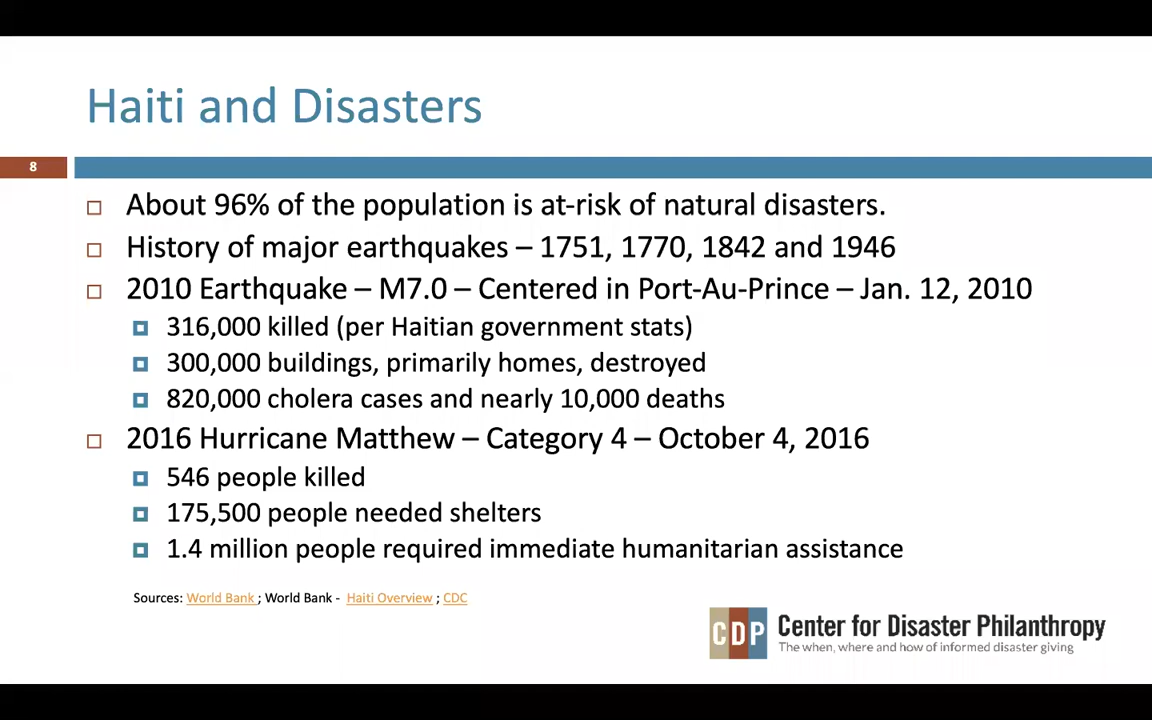 Haiti and Disasters
8
About 96% of the population is at-risk of natural disasters.
History of major earthquakes – 1751, 1770, 1842 and 1946
2010 Earthquake – M7.0 – Centered in Port-Au-Prince – Jan. 12, 2010
316,000 killed (per Haitian government stats)
300,000 buildings, primarily homes, destroyed
820,000 cholera cases and nearly 10,000 deaths
2016 Hurricane Matthew – Category 4 – October 4, 2016
546 people killed
175,500 people needed shelters
1.4 million people required immediate humanitarian assistance
Sources: World Bank ; World Bank - Haiti Overview ; CDC
CDP Center for Disaster Philanthropy
The when, where and how of informed disaster giving